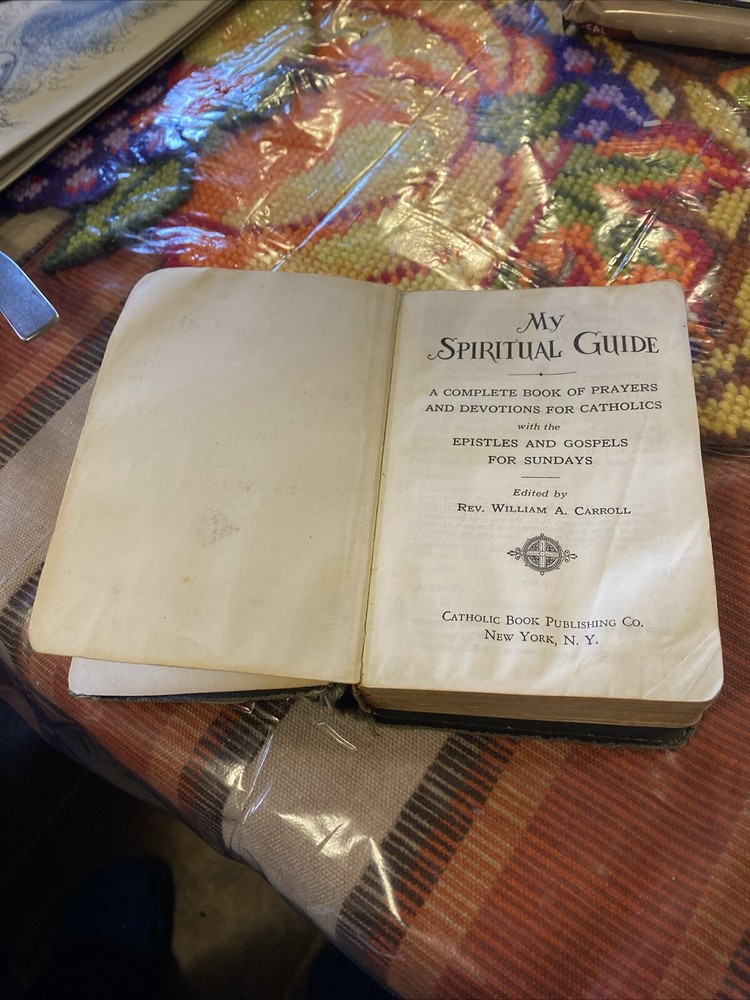 My
Spiritual Guide
A COMPLETE BOOK OF PRAYERS
AND DEVOTIONS FOR CATHOLICS
with the
EPISTLES AND GOSPELS
FOR SUNDAYS
Edited by
Rev. William A. Carroll
Catholic Book Publishing Co.
New York, N. Y.